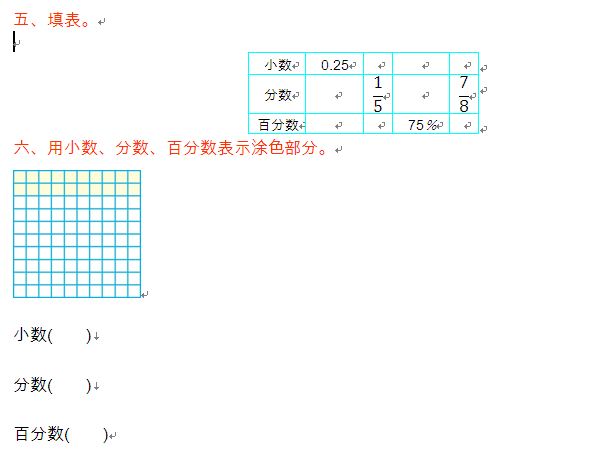 五、填表。
小数 0.25
分数 1/5 7/8
百分数 75%
六、用小数、分数、百分数表示涂色部分。
小数( )
分数( )
百分数( )